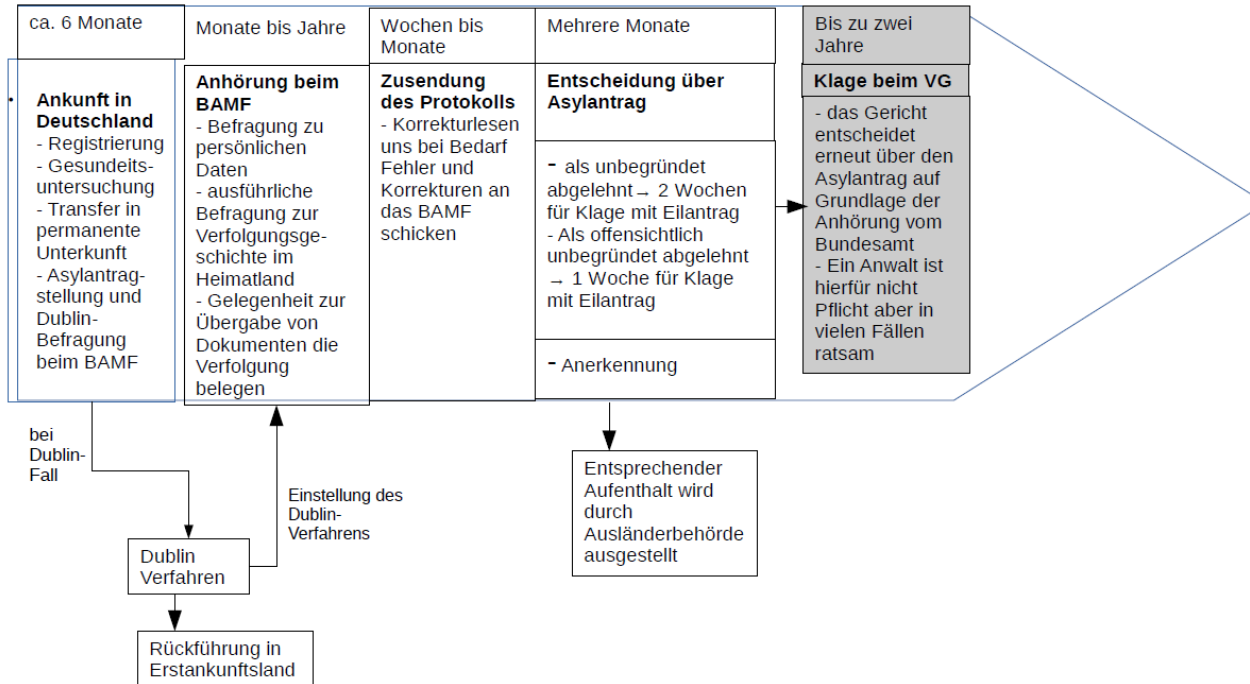 ca. 6 Monate
Monate bis Jahre
Wochen bis
Monate
Mehrere Monate
Bis zu zwei
Jahre
Ankunft in
Deutschland
- Registrierung
- Gesundeits-
untersuchung
- Transfer in
permanente
Unterkunft
- Asylantrag-
stellung und
Dublin-
Befragung
beim BAMF
Anhörung beim
BAMF
- Befragung zu
persönlichen
Daten
- ausführliche
Befragung zur
Verfolgungsge-
schichte im
Heimatland
- Gelegenheit zur
Übergabe von
Dokumenten die
Verfolgung
belegen
Zusendung
des Protokolls
- Korrekturlesen
uns bei Bedarf
Fehler und
Korrekturen an
das BAMF
schicken
Entscheidung über
Asylantrag
- als unbegründet
abgelehnt→ 2 Wochen
für Klage mit Eilantrag
- Als offensichtlich
unbegründet abgelehnt
→ 1 Woche für Klage
mit Eilantrag
- Anerkennung
Klage beim VG
- das Gericht
entscheidet
erneut über den
Asylantrag auf
Grundlage der
Anhörung vom
Bundesamt
- Ein Anwalt ist
hierfür nicht
Pflicht aber in
vielen Fällen
ratsam
bei
Dublin-
Fall
Einstellung des
Dublin-
Verfahrens
Dublin
Verfahren
Rückführung in
Erstankunftsland
Entsprechender
Aufenthalt wird
durch
Ausländerbehörde
ausgestellt